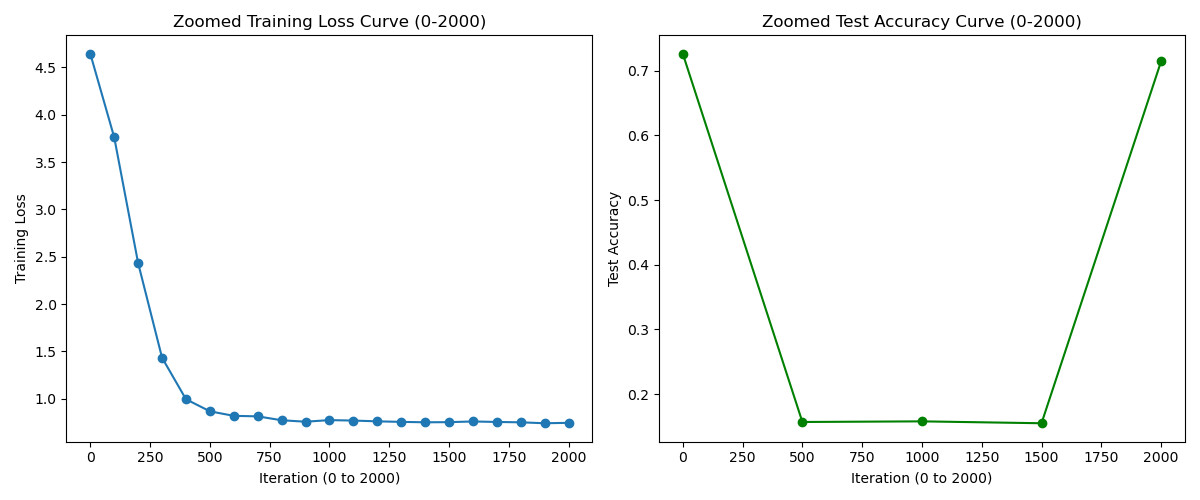 Zoomed Training Loss Curve (0-2000)
Training Loss
4.5
4.0
3.5
3.0
2.5
2.0
1.5
1.0
0 250 500 750 1000 1250 1500 1750 2000
Iteration (0 to 2000)
Zoomed Test Accuracy Curve (0-2000)
Test Accuracy
0.7
0.6
0.5
0.4
0.3
0.2
0 250 500 750 1000 1250 1500 1750 2000
Iteration (0 to 2000)